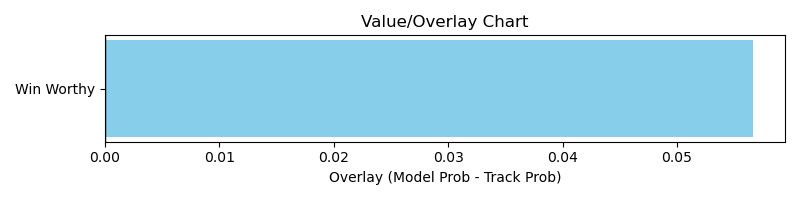 Value/Overlay Chart
Win Worthy
0.00 0.01 0.02 0.03 0.04 0.05
Overlay (Model Prob - Track Prob)